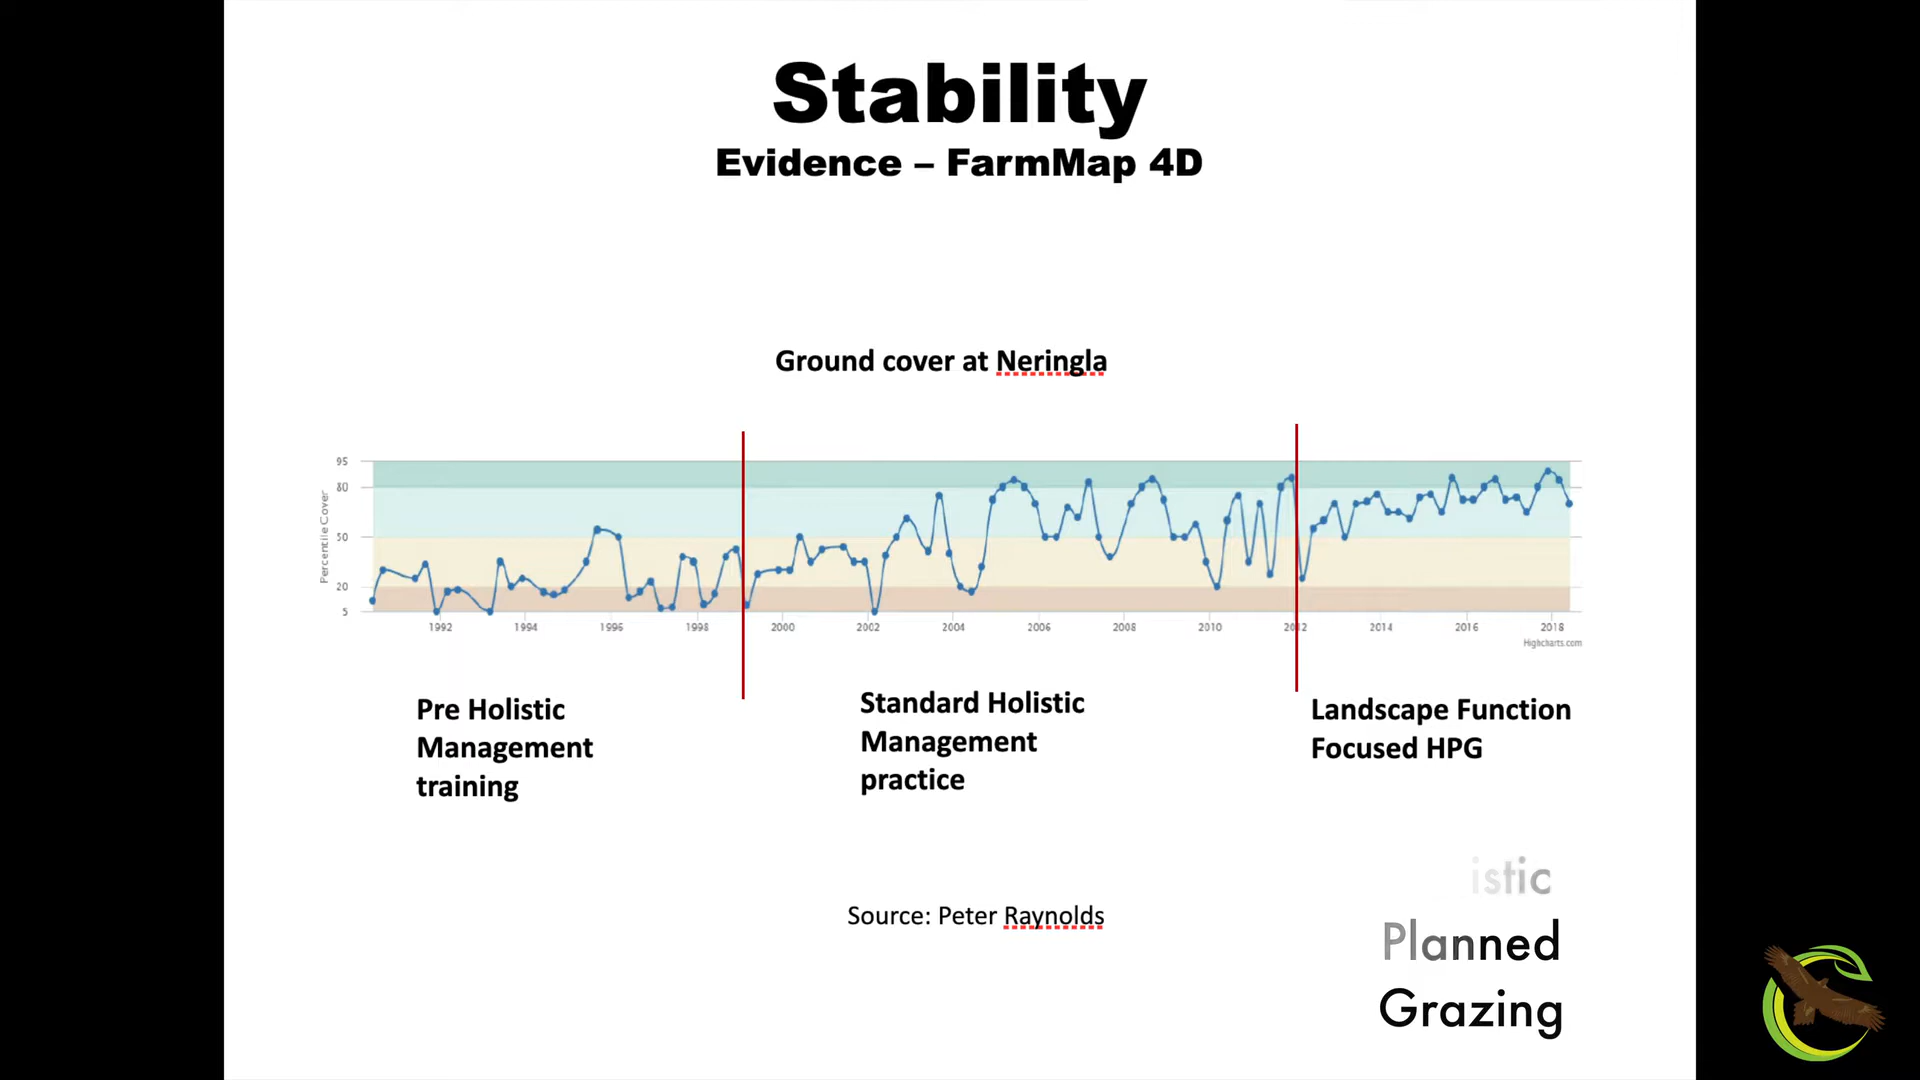 Stability
Evidence – FarmMap 4D
Ground cover at Neringla
95
80
50
20
5
Percentile Cover
1992 1994 1996 1998 2000 2002 2004 2006 2008 2010 2012 2014 2016 2018
Highcharts.com
Pre Holistic
Management
training
Standard Holistic
Management
practice
Landscape Function
Focused HPG
Source: Peter Raynolds
istic
Planned
Grazing